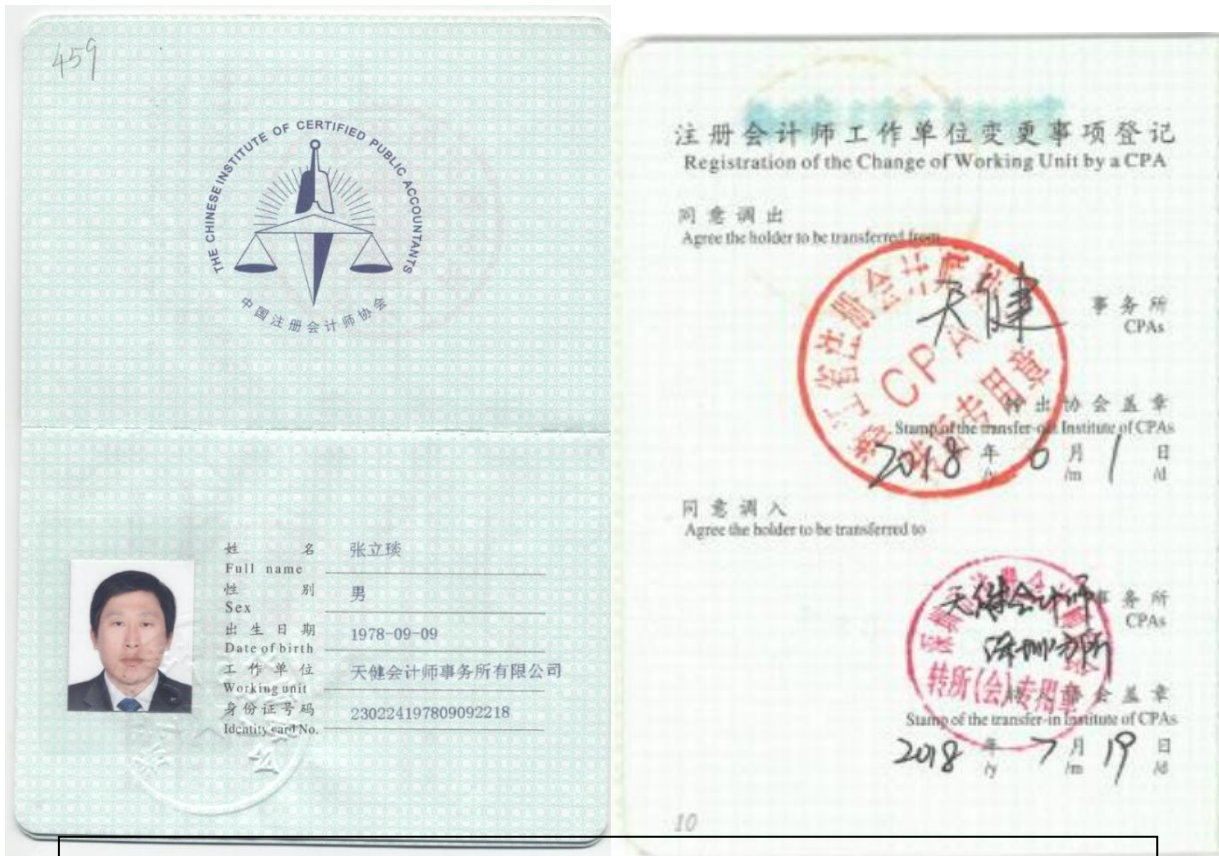 459
THE CHINESE INSTITUTE OF CERTIFIED PUBLIC ACCOUNTANTS
中国注册会计师协会
姓 名 张立琰
Full name
性 别 男
Sex
出生日期 1978-09-09
Date of birth
工作单位 天健会计师事务所有限公司
Working unit
身份证号码 230224197809092218
Identity card No.
注册会计师工作单位变更事项登记
Registration of the Change of Working Unit by a CPA
同意调出
Agree the holder to be transferred from
天健 事务所
CPAs
CPA
转出协会盖章
Stamp of the transfer-out Institute of CPAs
2018 年 6 月 1 日
/y /m /d
同意调入
Agree the holder to be transferred to
天健会计师 事务所
CPAs
深圳分所
转所(会)专用章
转入协会盖章
Stamp of the transfer-in Institute of CPAs
2018 年 7 月 19 日
/y /m /d
10